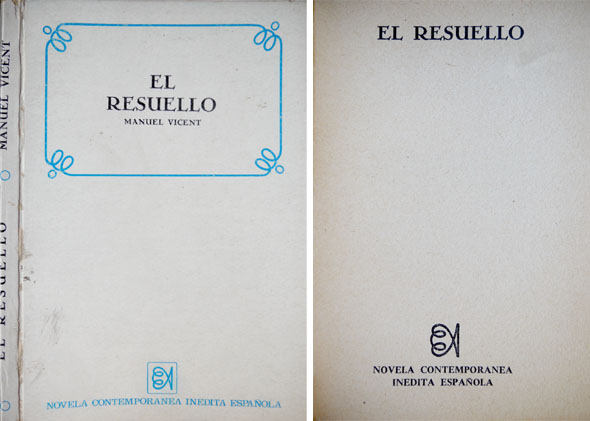 MANUEL VICENT
EL RESUELLO
EL
RESUELLO
MANUEL VICENT
NOVELA CONTEMPORANEA INEDITA ESPAÑOLA
EL RESUELLO
NOVELA CONTEMPORANEA
INEDITA ESPAÑOLA